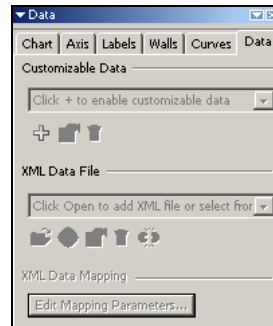 Data
Chart Axis Labels Walls Curves Data
Customizable Data
Click + to enable customizable data
XML Data File
Click Open to add XML file or select fror
XML Data Mapping
Edit Mapping Parameters...